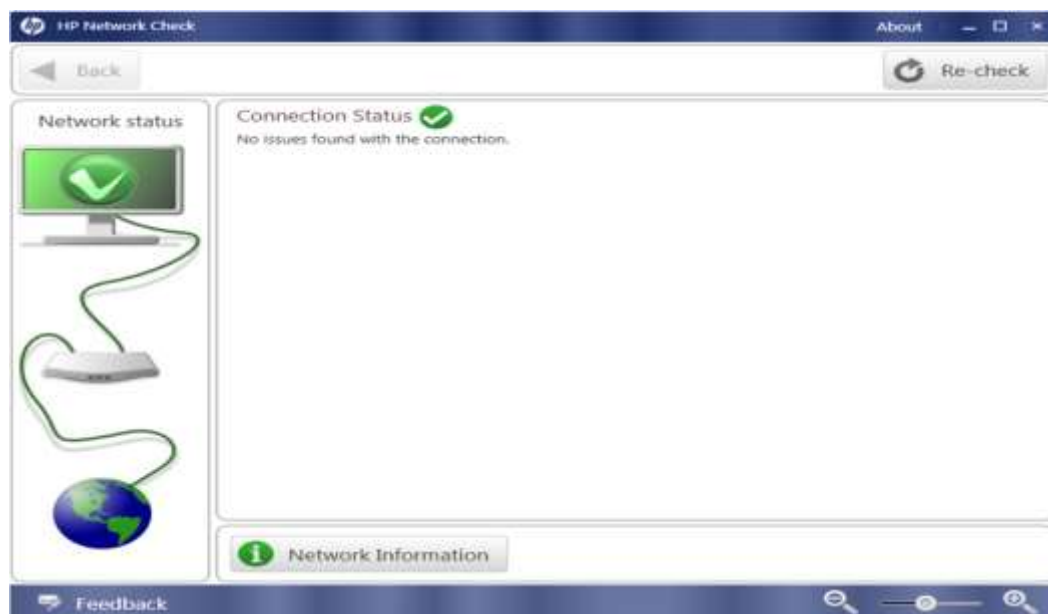 hp HP Network Check About
Back Re-check
Network status
Connection Status
No issues found with the connection.
Network Information
Feedback